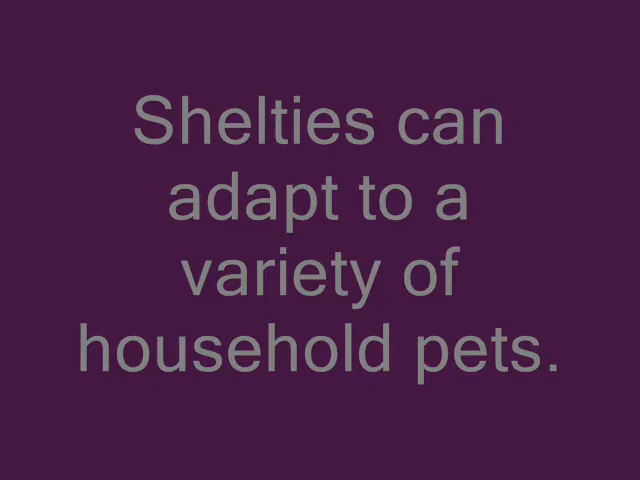 Shelties can
adapt to a
variety of
household pets.